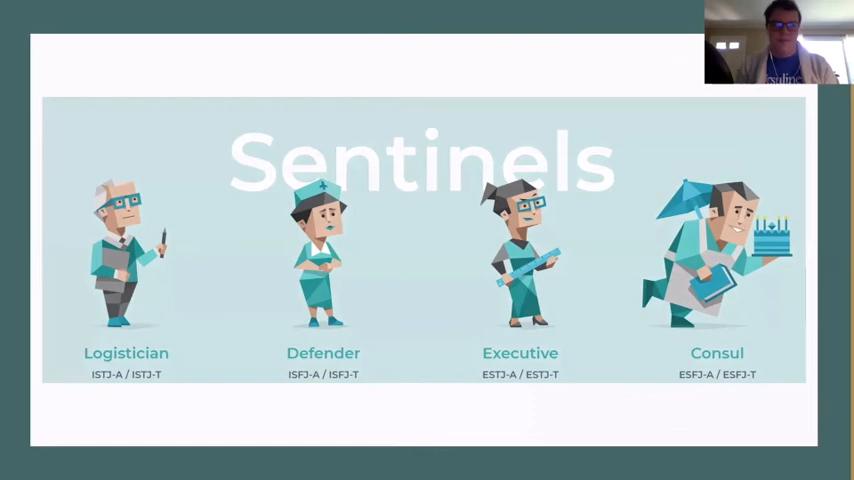 Sentinels
Logistician
ISTJ-A / ISTJ-T
Defender
ISFJ-A / ISFJ-T
Executive
ESTJ-A / ESTJ-T
Consul
ESFJ-A / ESFJ-T